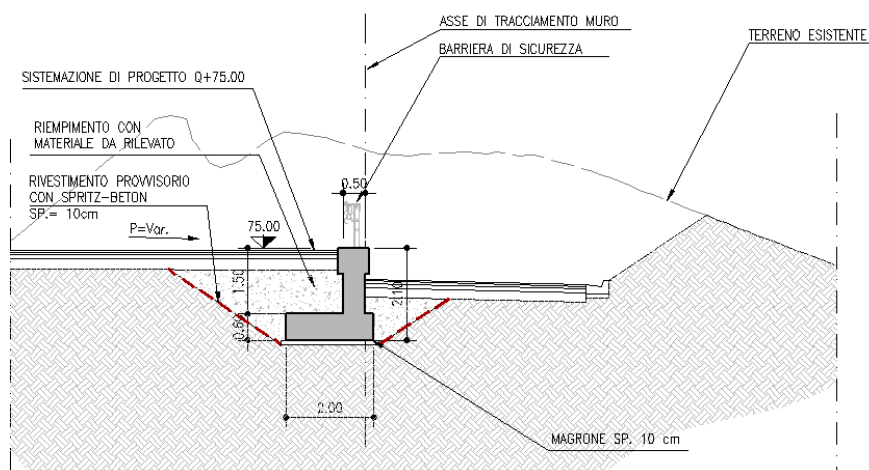 ASSE DI TRACCIAMENTO MURO
BARRIERA DI SICUREZZA
TERRENO ESISTENTE
SISTEMAZIONE DI PROGETTO Q+75.00
RIEMPIMENTO CON
MATERIALE DA RILEVATO
RIVESTIMENTO PROVVISORIO
CON SPRITZ-BETON
SP.= 10cm
0.50
P=Var.
75.00
1.50
2.10
0.60
2.00
MAGRONE SP. 10 cm